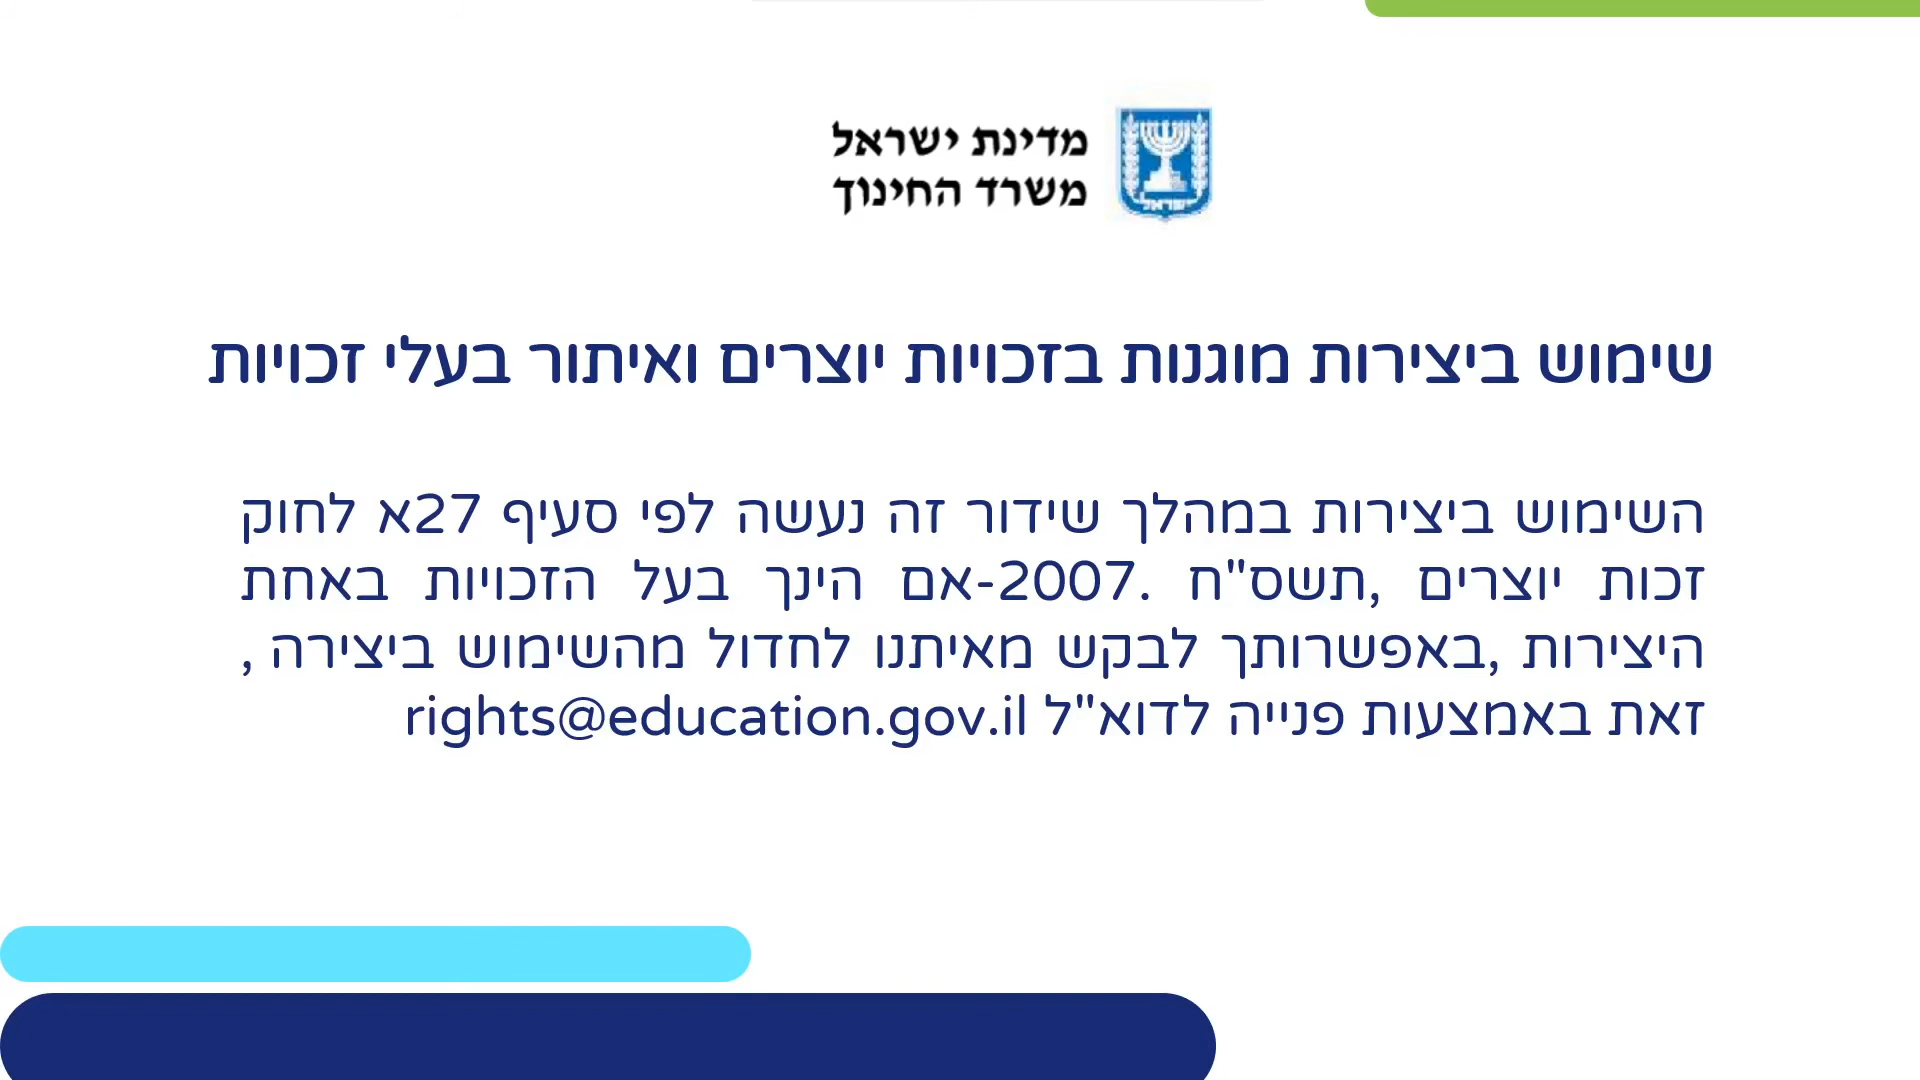 מדינת ישראל
משרד החינוך
ישראל
שימוש ביצירות מוגנות בזכויות יוצרים ואיתור בעלי זכויות
השימוש ביצירות במהלך שידור זה נעשה לפי סעיף 27א לחוק
זכות יוצרים ,תשס"ח .2007-אם הינך בעל הזכויות באחת
היצירות ,באפשרותך לבקש מאיתנו לחדול מהשימוש ביצירה ,
זאת באמצעות פנייה לדוא"ל rights@education.gov.il